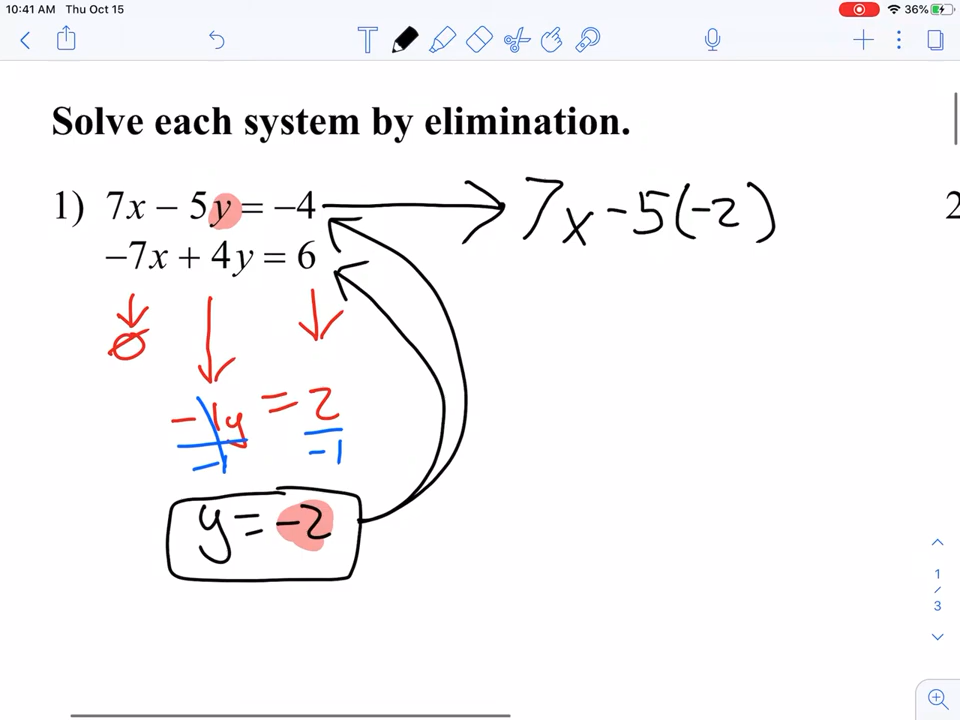 10:41 AM Thu Oct 15 36%
T
Solve each system by elimination.
1) 7x − 5y = −4 7x -5(-2) 2
−7x + 4y = 6
0
-1y = 2
-1 -1
y = -2
1
/
3